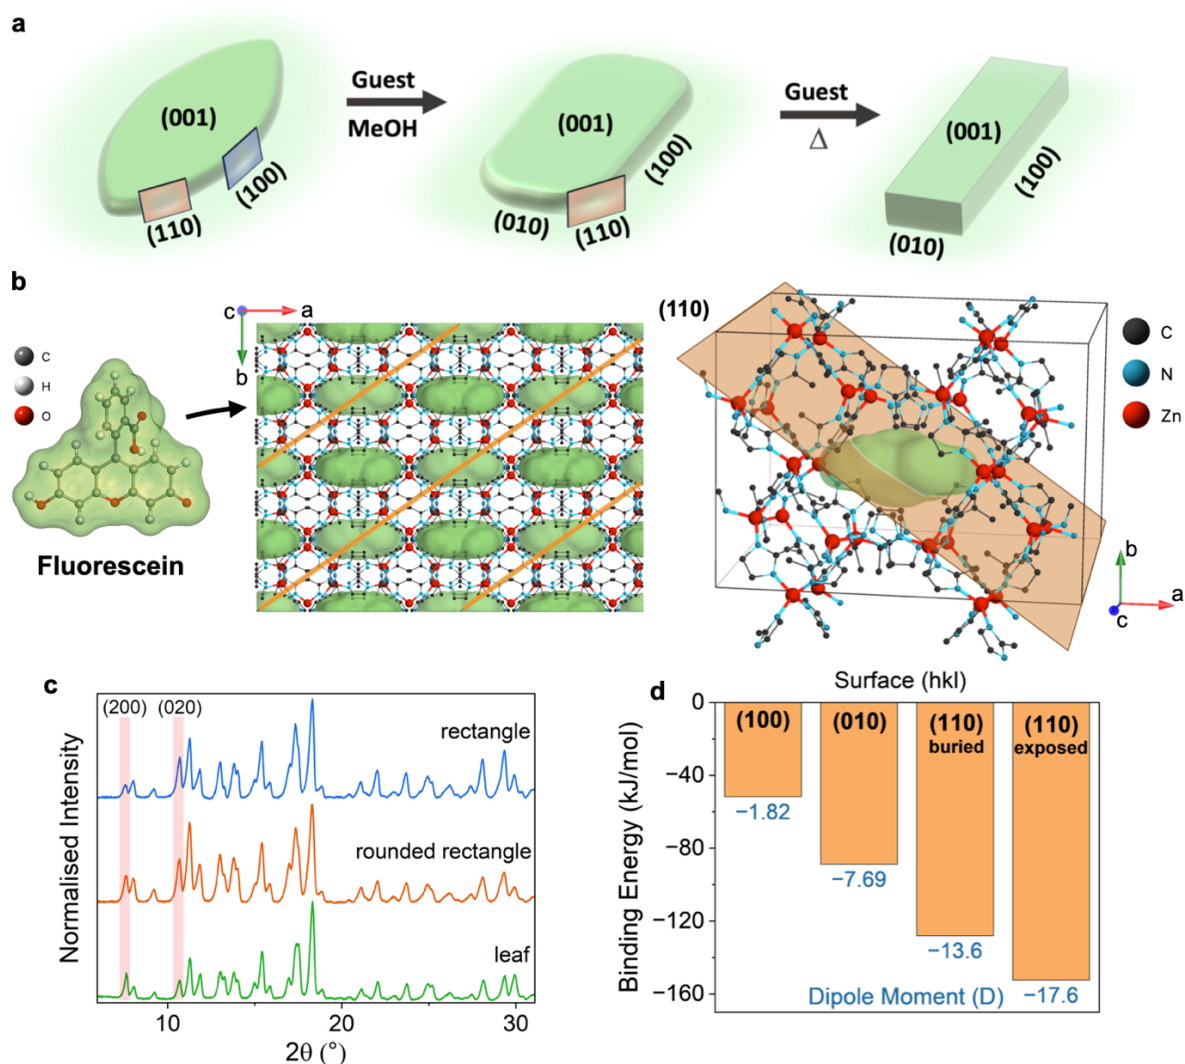 a
(001)
(110)
(100)
Guest
MeOH
(001)
(100)
(010)
(110)
Guest
Δ
(001)
(100)
(010)
b
C
H
O
Fluorescein
c
a
b
(110)
C
N
Zn
b
a
c
c
(200) (020)
rectangle
rounded rectangle
leaf
Normalised Intensity
10 20 30
2θ (°)
d
Surface (hkl)
0
−40
−80
−120
−160
Binding Energy (kJ/mol)
(100)
−1.82
(010)
−7.69
(110)
buried
−13.6
(110)
exposed
−17.6
Dipole Moment (D)